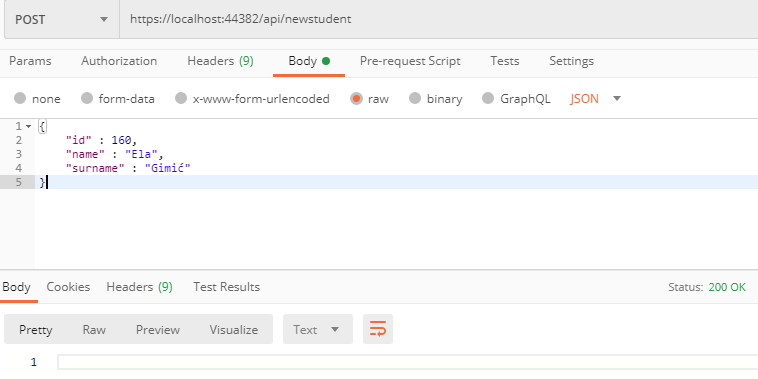 POST https://localhost:44382/api/newstudent
Params Authorization Headers (9) Body Pre-request Script Tests Settings
none form-data x-www-form-urlencoded raw binary GraphQL JSON
1 {
2 "id" : 160,
3 "name" : "Ela",
4 "surname" : "Gimić"
5 }
Body Cookies Headers (9) Test Results Status: 200 OK
Pretty Raw Preview Visualize Text
1